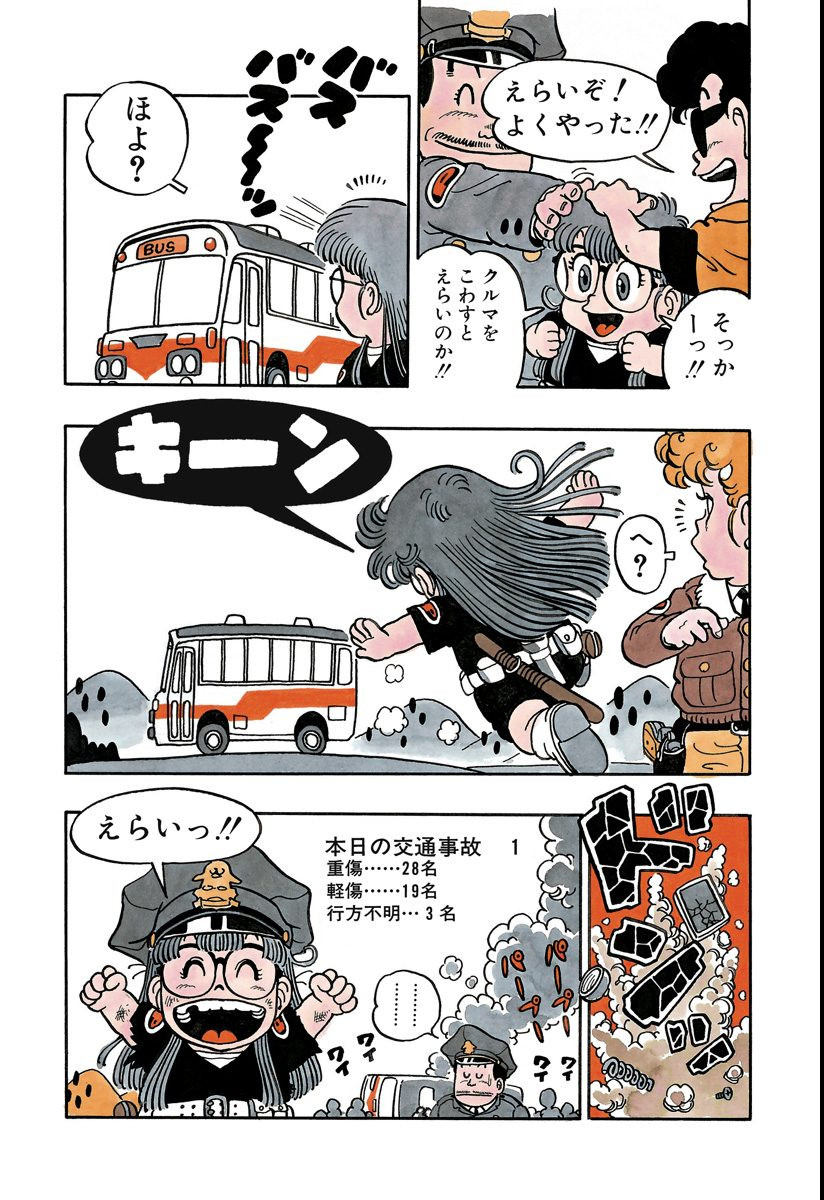 えらいぞ!
よくやった!!
そっか
ーっ!!
クルマを
こわすと
えらいのか!!
バス
バス〜〜ッ
ほよ?
BUS
キーン
へ?
ドド
えらいっ!!
本日の交通事故 1
重傷……28名
軽傷……19名
行方不明… 3名
パープー
パープー
…………
ワイ
ワイ
ワイ
ワイ